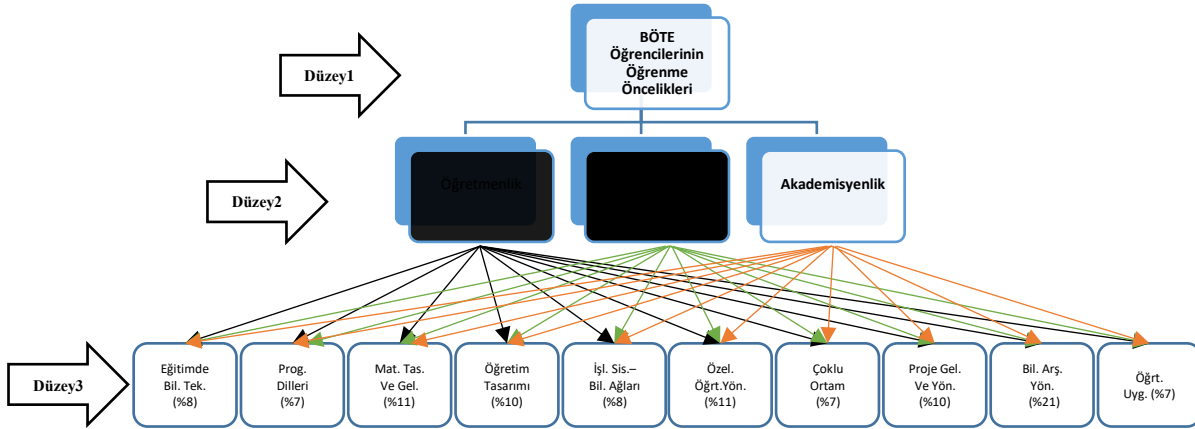 BÖTE
Öğrencilerinin
Öğrenme
Öncelikleri
Düzey1
Öğretmenlik
Akademisyenlik
Düzey2
Düzey3
Eğitimde
Bil. Tek.
(%8)
Prog.
Dilleri
(%7)
Mat. Tas.
Ve Gel.
(%11)
Öğretim
Tasarımı
(%10)
İşl. Sis.–
Bil. Ağları
(%8)
Özel.
Öğrt.Yön.
(%11)
Çoklu
Ortam
(%7)
Proje Gel.
Ve Yön.
(%10)
Bil. Arş.
Yön.
(%21)
Öğrt.
Uyg. (%7)